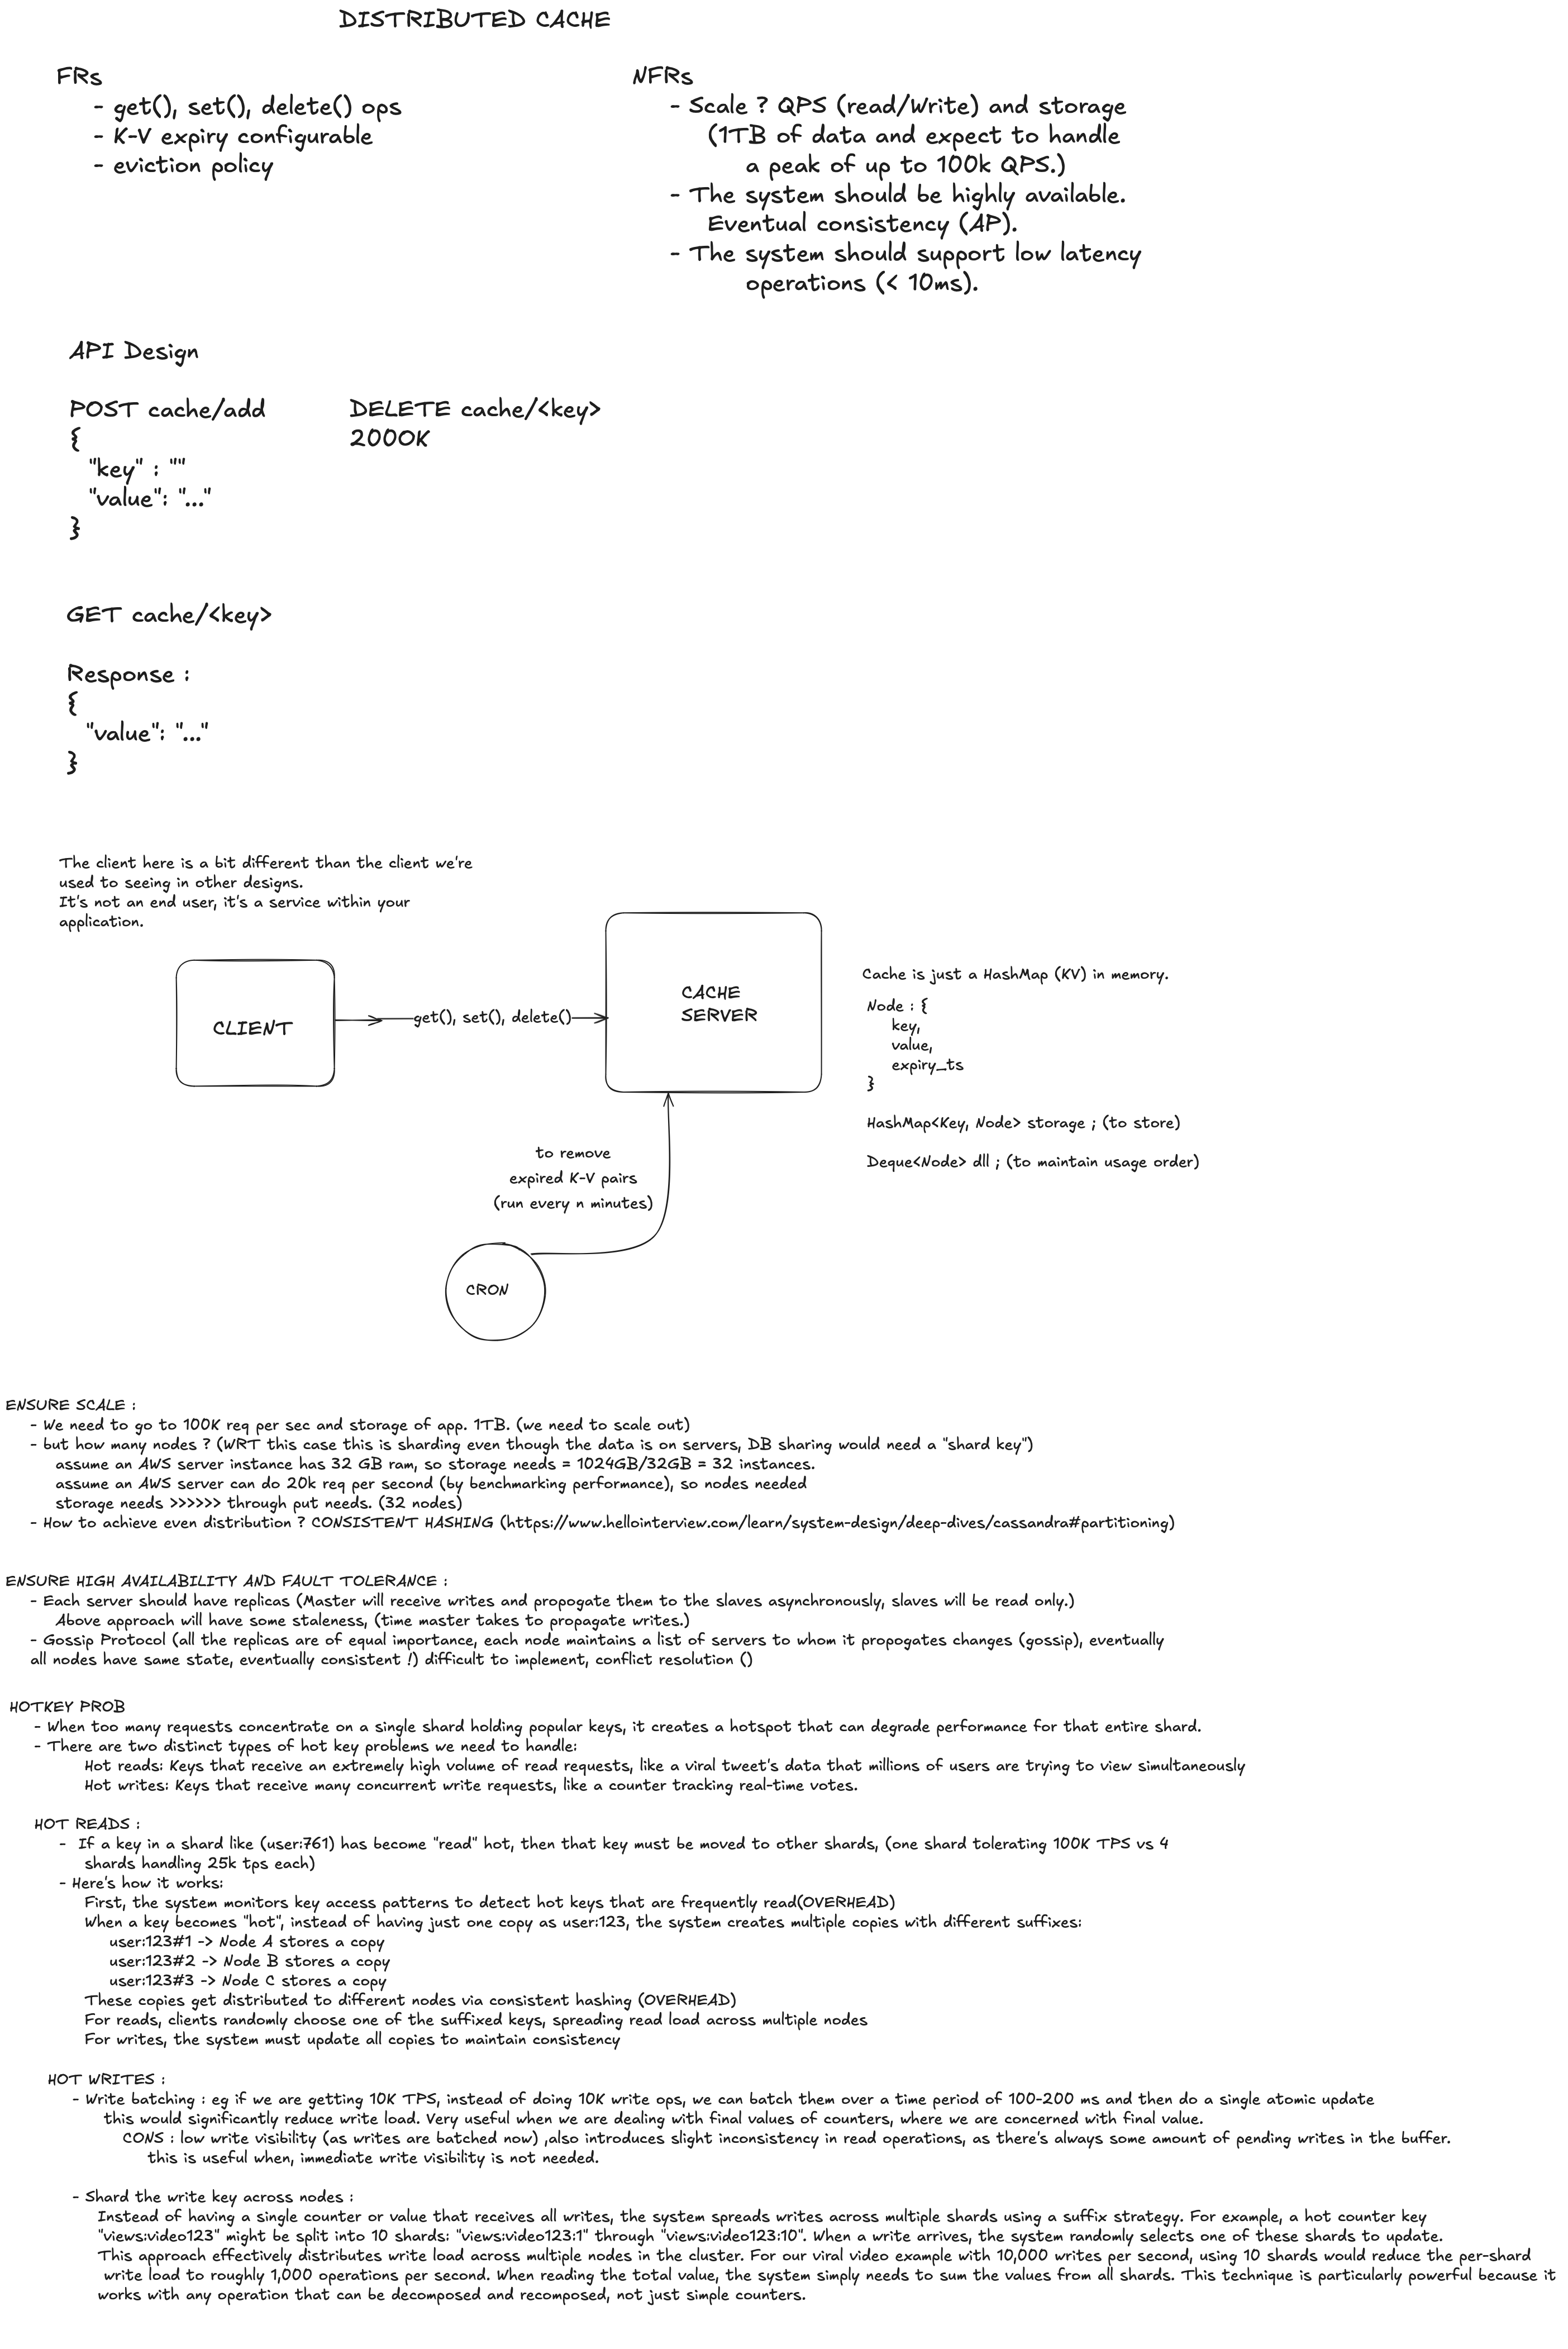 DISTRIBUTED CACHE
FRs
- get(), set(), delete() ops
- K-V expiry configurable
- eviction policy
NFRs
- Scale ? QPS (read/Write) and storage
(1TB of data and expect to handle
a peak of up to 100k QPS.)
- The system should be highly available.
Eventual consistency (AP).
- The system should support low latency
operations (< 10ms).
API Design
POST cache/add
{
"key" : ""
"value": "..."
}
DELETE cache/<key>
200OK
GET cache/<key>
Response :
{
"value": "..."
}
The client here is a bit different than the client we're
used to seeing in other designs.
It's not an end user, it's a service within your
application.
CLIENT
get(), set(), delete()
CACHE
SERVER
Cache is just a HashMap (KV) in memory.
Node : {
key,
value,
expiry_ts
}
HashMap<Key, Node> storage ; (to store)
Deque<Node> dll ; (to maintain usage order)
to remove
expired K-V pairs
(run every n minutes)
CRON
ENSURE SCALE :
- We need to go to 100K req per sec and storage of app. 1TB. (we need to scale out)
- but how many nodes ? (WRT this case this is sharding even though the data is on servers, DB sharing would need a "shard key")
assume an AWS server instance has 32 GB ram, so storage needs = 1024GB/32GB = 32 instances.
assume an AWS server can do 20k req per second (by benchmarking performance), so nodes needed
storage needs >>>>>> through put needs. (32 nodes)
- How to achieve even distribution ? CONSISTENT HASHING (https://www.hellointerview.com/learn/system-design/deep-dives/cassandra#partitioning)
ENSURE HIGH AVAILABILITY AND FAULT TOLERANCE :
- Each server should have replicas (Master will receive writes and propogate them to the slaves asynchronously, slaves will be read only.)
Above approach will have some staleness, (time master takes to propagate writes.)
- Gossip Protocol (all the replicas are of equal importance, each node maintains a list of servers to whom it propogates changes (gossip), eventually
all nodes have same state, eventually consistent !) difficult to implement, conflict resolution ()
HOTKEY PROB
- When too many requests concentrate on a single shard holding popular keys, it creates a hotspot that can degrade performance for that entire shard.
- There are two distinct types of hot key problems we need to handle:
Hot reads: Keys that receive an extremely high volume of read requests, like a viral tweet's data that millions of users are trying to view simultaneously
Hot writes: Keys that receive many concurrent write requests, like a counter tracking real-time votes.
HOT READS :
- If a key in a shard like (user:761) has become "read" hot, then that key must be moved to other shards, (one shard tolerating 100K TPS vs 4
shards handling 25k tps each)
- Here's how it works:
First, the system monitors key access patterns to detect hot keys that are frequently read(OVERHEAD)
When a key becomes "hot", instead of having just one copy as user:123, the system creates multiple copies with different suffixes:
user:123#1 -> Node A stores a copy
user:123#2 -> Node B stores a copy
user:123#3 -> Node C stores a copy
These copies get distributed to different nodes via consistent hashing (OVERHEAD)
For reads, clients randomly choose one of the suffixed keys, spreading read load across multiple nodes
For writes, the system must update all copies to maintain consistency
HOT WRITES :
- Write batching : eg if we are getting 10K TPS, instead of doing 10K write ops, we can batch them over a time period of 100-200 ms and then do a single atomic update
this would significantly reduce write load. Very useful when we are dealing with final values of counters, where we are concerned with final value.
CONS : low write visibility (as writes are batched now) ,also introduces slight inconsistency in read operations, as there's always some amount of pending writes in the buffer.
this is useful when, immediate write visibility is not needed.
- Shard the write key across nodes :
Instead of having a single counter or value that receives all writes, the system spreads writes across multiple shards using a suffix strategy. For example, a hot counter key
"views:video123" might be split into 10 shards: "views:video123:1" through "views:video123:10". When a write arrives, the system randomly selects one of these shards to update.
This approach effectively distributes write load across multiple nodes in the cluster. For our viral video example with 10,000 writes per second, using 10 shards would reduce the per-shard
write load to roughly 1,000 operations per second. When reading the total value, the system simply needs to sum the values from all shards. This technique is particularly powerful because it
works with any operation that can be decomposed and recomposed, not just simple counters.